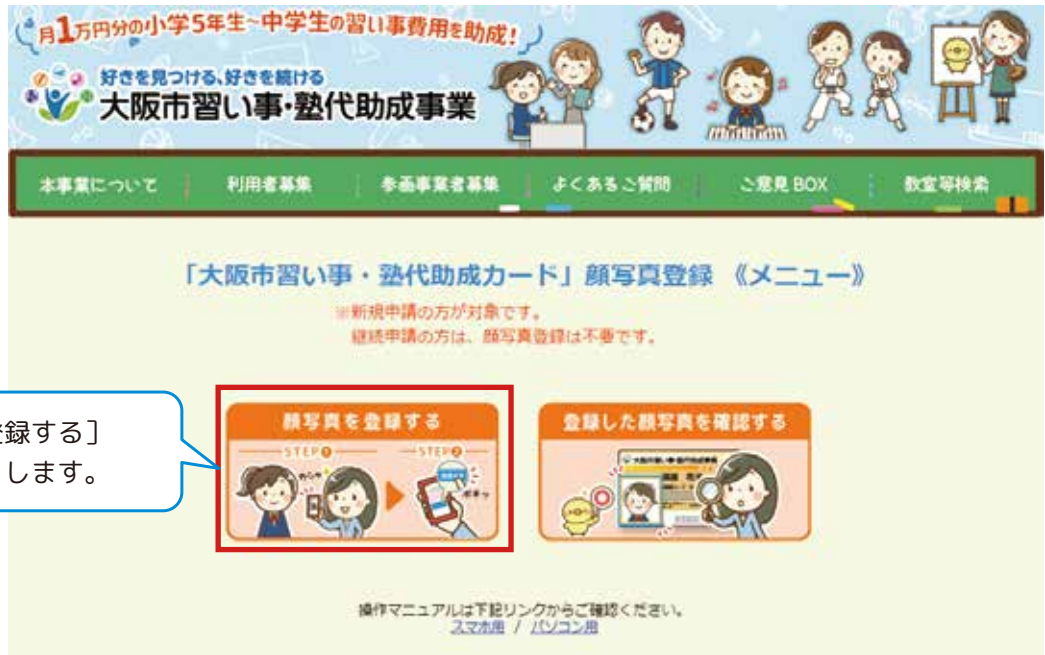 月1万円分の小学5年生~中学生の習い事費用を助成!
好きを見つける、好きを続ける
大阪市習い事・塾代助成事業
本事業について
利用者募集
参画事業者募集
よくあるご質問
ご意見 BOX
教室等検索
「大阪市習い事・塾代助成カード」顔写真登録 《メニュー》
※新規申請の方が対象です。
継続申請の方は、顔写真登録は不要です。
録する］
します。
顔写真を登録する
STEP1
STEP2
登録した顔写真を確認する
操作マニュアルは下記リンクからご確認ください。
スマホ用 / パソコン用